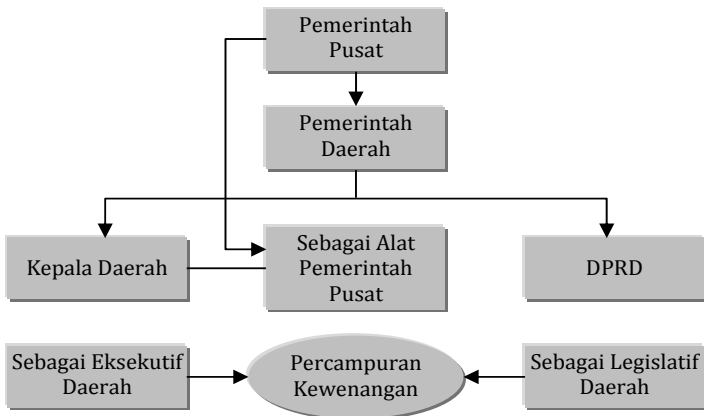 Pemerintah
Pusat
Pemerintah
Daerah
Kepala Daerah
Sebagai Alat
Pemerintah
Pusat
DPRD
Sebagai Eksekutif
Daerah
Percampuran
Kewenangan
Sebagai Legislatif
Daerah